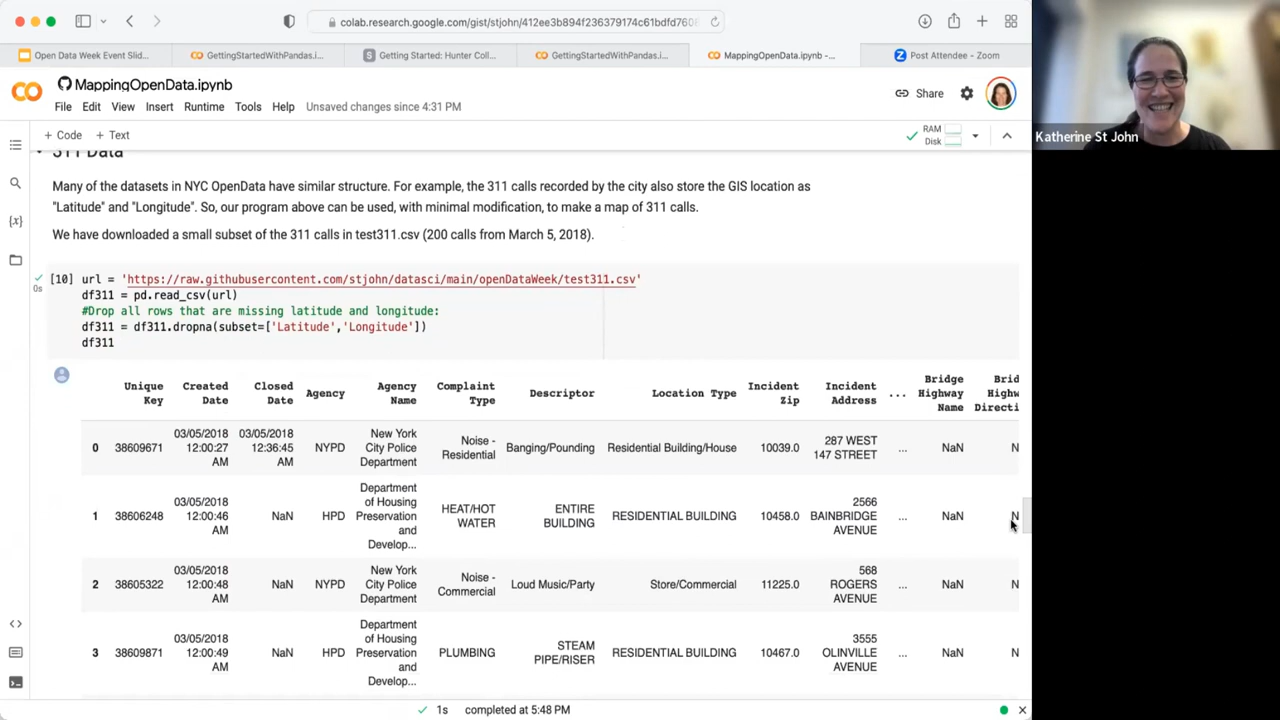 colab.research.google.com/gist/stjohn/412ee3b894f236379174c61bdfd7606
Open Data Week Event Slid...
GettingStartedWithPandas.i...
Getting Started: Hunter Coll...
GettingStartedWithPandas.i...
MappingOpenData.ipynb -...
Post Attendee - Zoom
MappingOpenData.ipynb
File Edit View Insert Runtime Tools Help Unsaved changes since 4:31 PM
Share
+ Code + Text
RAM
Disk
311 Data
Many of the datasets in NYC OpenData have similar structure. For example, the 311 calls recorded by the city also store the GIS location as
"Latitude" and "Longitude". So, our program above can be used, with minimal modification, to make a map of 311 calls.
We have downloaded a small subset of the 311 calls in test311.csv (200 calls from March 5, 2018).
[10] url = 'https://raw.githubusercontent.com/stjohn/datasci/main/openDataWeek/test311.csv'
0s
df311 = pd.read_csv(url)
#Drop all rows that are missing latitude and longitude:
df311 = df311.dropna(subset=['Latitude','Longitude'])
df311
Unique Key Created Date Closed Date Agency Agency Name Complaint Type Descriptor Location Type Incident Zip Incident Address ... Bridge Highway Name Brid Highw Directi
0 38609671 03/05/2018 12:00:27 AM 03/05/2018 12:36:45 AM NYPD New York City Police Department Noise - Residential Banging/Pounding Residential Building/House 10039.0 287 WEST 147 STREET ... NaN N
1 38606248 03/05/2018 12:00:46 AM NaN HPD Department of Housing Preservation and Develop... HEAT/HOT WATER ENTIRE BUILDING RESIDENTIAL BUILDING 10458.0 2566 BAINBRIDGE AVENUE ... NaN N
2 38605322 03/05/2018 12:00:48 AM NaN NYPD New York City Police Department Noise - Commercial Loud Music/Party Store/Commercial 11225.0 568 ROGERS AVENUE ... NaN N
3 38609871 03/05/2018 12:00:49 AM NaN HPD Department of Housing Preservation and Develop... PLUMBING STEAM PIPE/RISER RESIDENTIAL BUILDING 10467.0 3555 OLINVILLE AVENUE ... NaN N
1s completed at 5:48 PM
Katherine St John